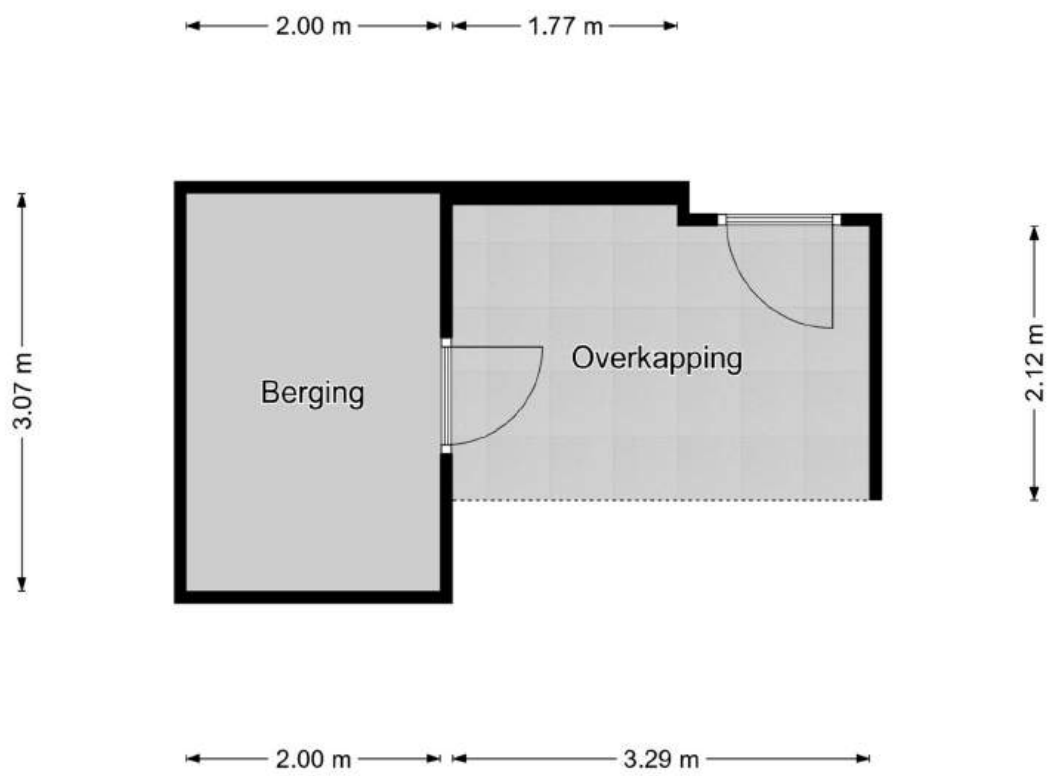 2.00 m
1.77 m
3.07 m
Berging
Overkapping
2.12 m
2.00 m
3.29 m